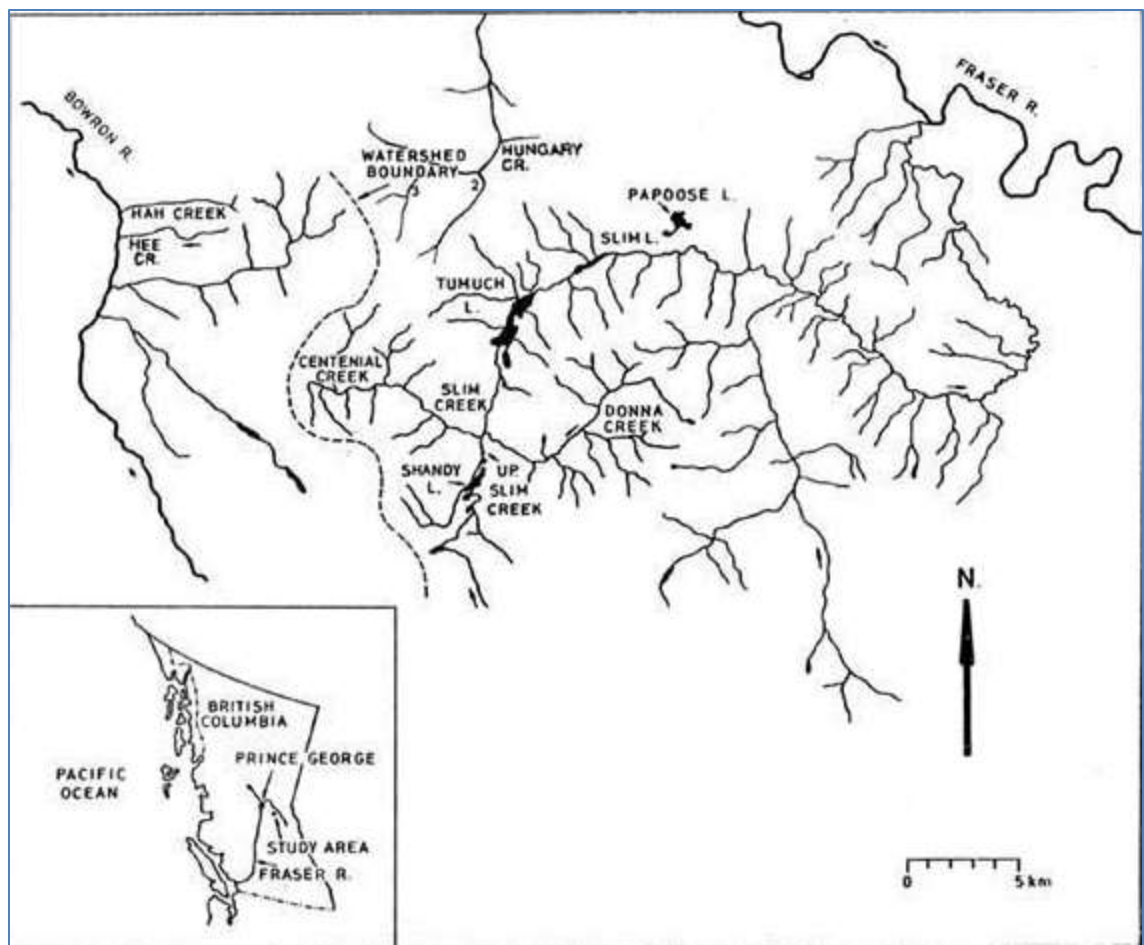 BOWRON R.
FRASER R.
WATERSHED
BOUNDARY
3
2
HUNGARY
CR.
HAH CREEK
HEE
CR.
PAPOOSE L.
SLIM L.
TUMUCH
L.
CENTENIAL
CREEK
SLIM
CREEK
DONNA
CREEK
SHANDY
L.
UP.
SLIM
CREEK
N.
0 5 km
BRITISH
COLUMBIA
PRINCE GEORGE
PACIFIC
OCEAN
STUDY AREA
FRASER R.